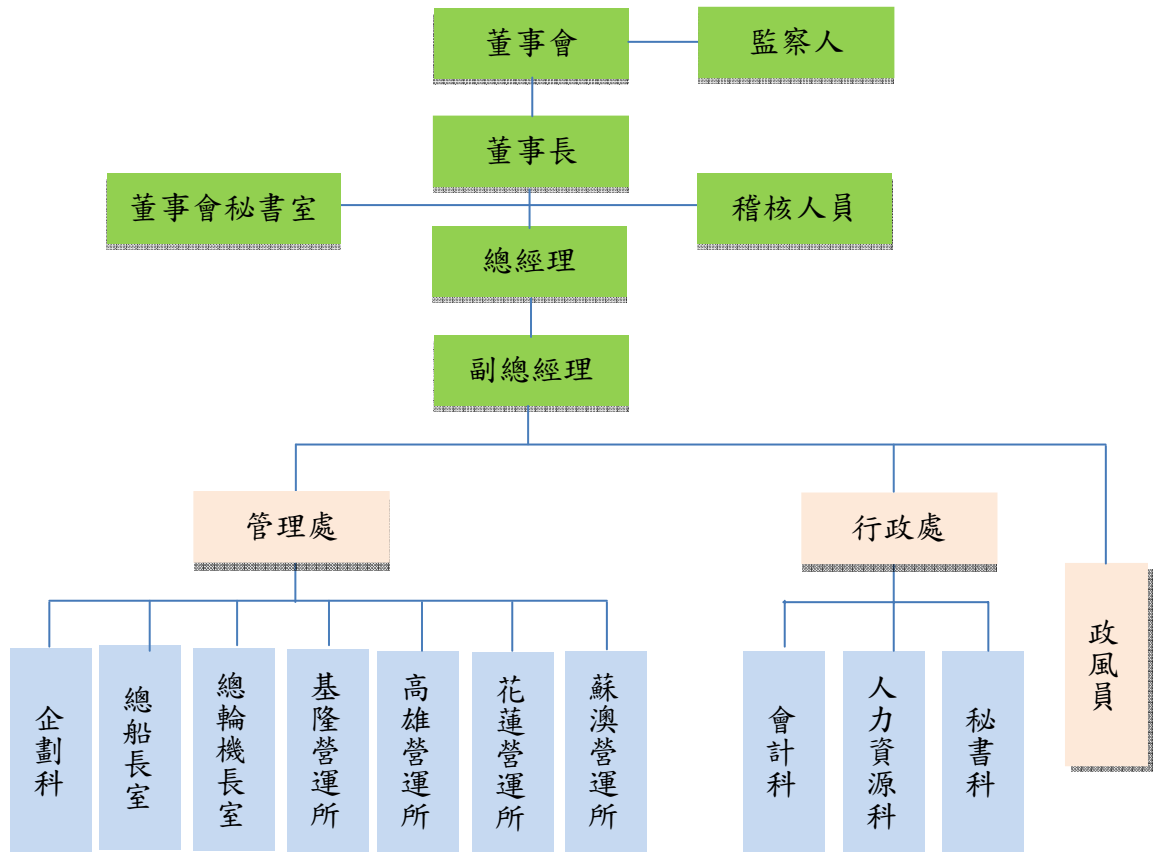 董事會
監察人
董事長
董事會秘書室
稽核人員
總經理
副總經理
管理處
行政處
政風員
企劃科
總船長室
總輪機長室
基隆營運所
高雄營運所
花蓮營運所
蘇澳營運所
會計科
人力資源科
秘書科